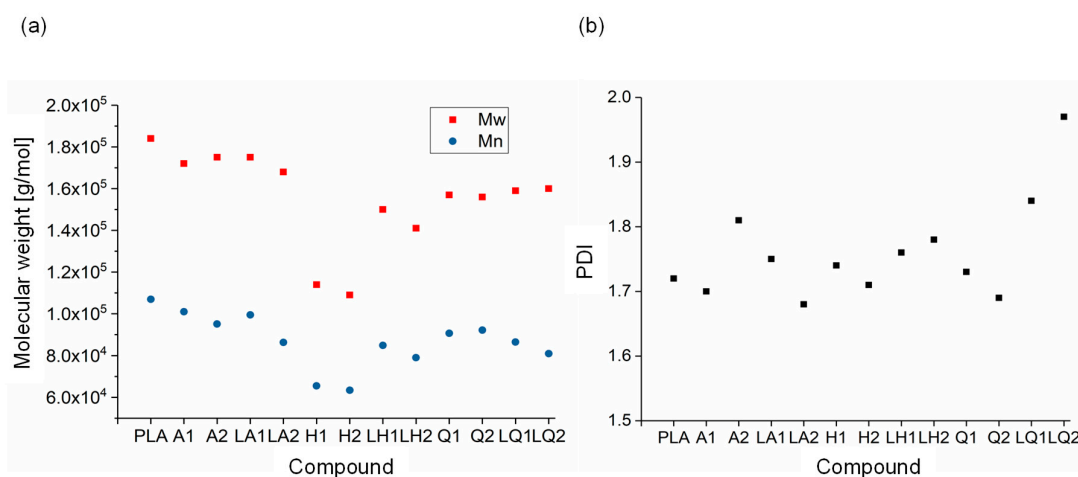 (a)
Molecular weight [g/mol]
2.0x10⁵
1.8x10⁵
1.6x10⁵
1.4x10⁵
1.2x10⁵
1.0x10⁵
8.0x10⁴
6.0x10⁴
Mw
Mn
PLA A1 A2 LA1 LA2 H1 H2 LH1 LH2 Q1 Q2 LQ1 LQ2
Compound
(b)
PDI
2.0
1.9
1.8
1.7
1.6
1.5
PLA A1 A2 LA1 LA2 H1 H2 LH1 LH2 Q1 Q2 LQ1 LQ2
Compound